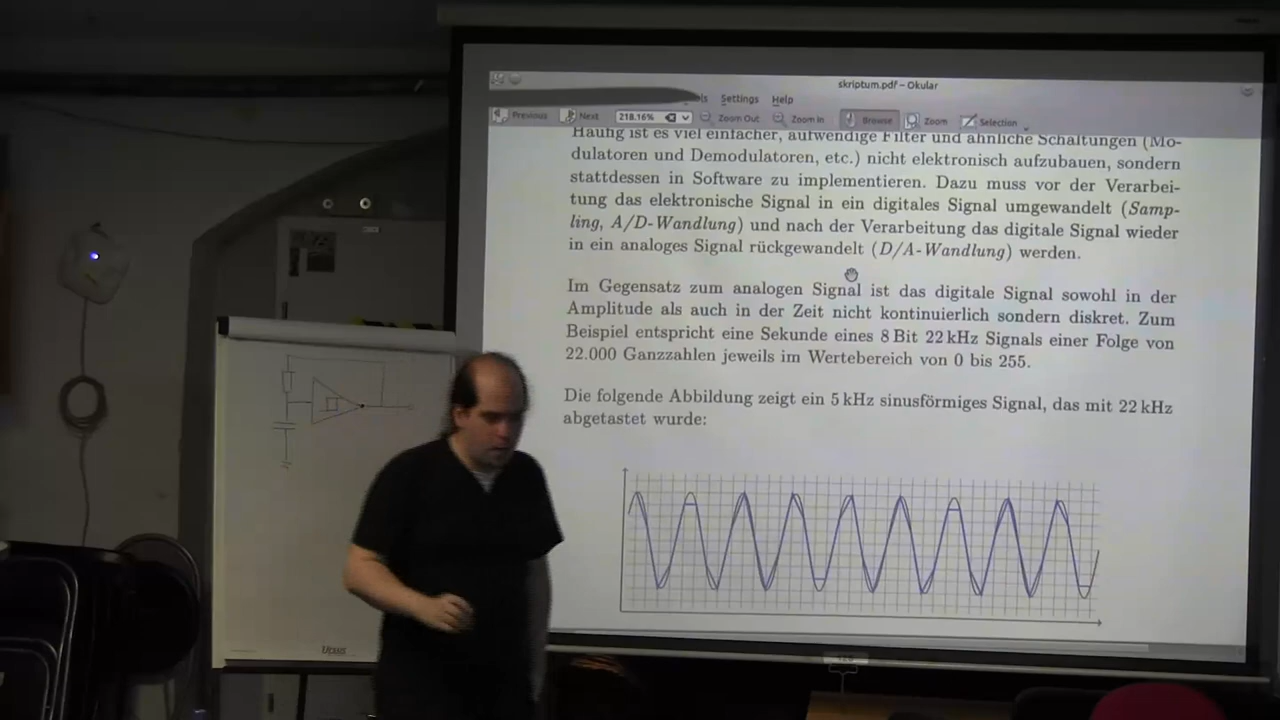 skriptum.pdf – Okular
Settings Help
Previous Next 218.16% Zoom Out Zoom In Browse Zoom Selection
Häufig ist es viel einfacher, aufwendige Filter und ähnliche Schaltungen (Mo-
dulatoren und Demodulatoren, etc.) nicht elektronisch aufzubauen, sondern
stattdessen in Software zu implementieren. Dazu muss vor der Verarbei-
tung das elektronische Signal in ein digitales Signal umgewandelt (Samp-
ling, A/D-Wandlung) und nach der Verarbeitung das digitale Signal wieder
in ein analoges Signal rückgewandelt (D/A-Wandlung) werden.
Im Gegensatz zum analogen Signal ist das digitale Signal sowohl in der
Amplitude als auch in der Zeit nicht kontinuierlich sondern diskret. Zum
Beispiel entspricht eine Sekunde eines 8 Bit 22 kHz Signals einer Folge von
22.000 Ganzzahlen jeweils im Wertebereich von 0 bis 255.
Die folgende Abbildung zeigt ein 5 kHz sinusförmiges Signal, das mit 22 kHz
abgetastet wurde: